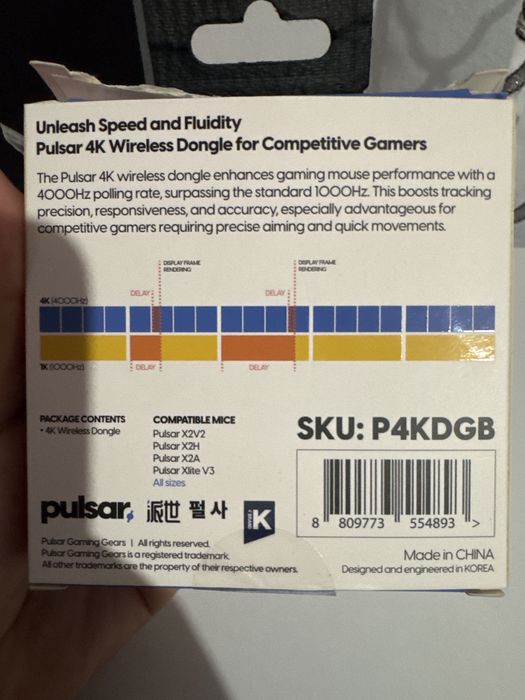 Unleash Speed and Fluidity
Pulsar 4K Wireless Dongle for Competitive Gamers
The Pulsar 4K wireless dongle enhances gaming mouse performance with a
4000Hz polling rate, surpassing the standard 1000Hz. This boosts tracking
precision, responsiveness, and accuracy, especially advantageous for
competitive gamers requiring precise aiming and quick movements.
DISPLAY FRAME
RENDERING
DISPLAY FRAME
RENDERING
DELAY
DELAY
4K (4000Hz)
1K (1000Hz)
DELAY
DELAY
PACKAGE CONTENTS
• 4K Wireless Dongle
COMPATIBLE MICE
Pulsar X2V2
Pulsar X2H
Pulsar X2A
Pulsar Xlite V3
All sizes
SKU: P4KDGB
8 809773 554893 >
pulsar 派世 펄사 K BRAND
Pulsar Gaming Gears | All rights reserved.
Pulsar Gaming Gears is a registered trademark.
All other trademarks are the property of their respective owners.
Made in CHINA
Designed and engineered in KOREA